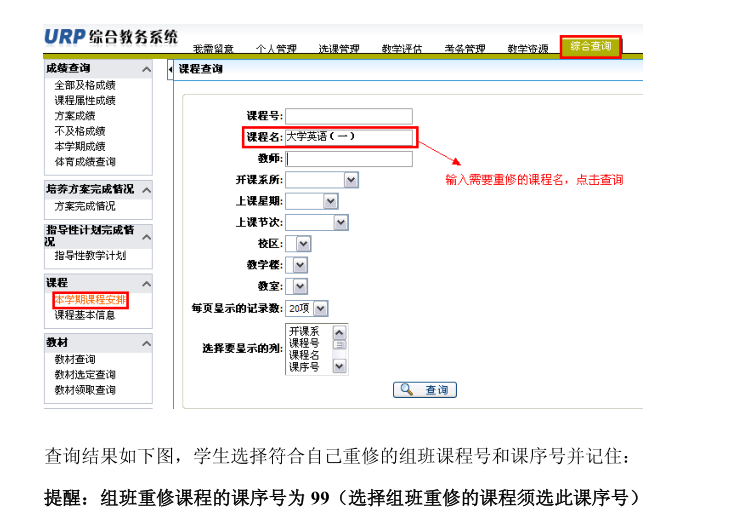 URP 综合教务系统
我需留意 个人管理 选课管理 教学评估 考务管理 教学资源 综合查询
成绩查询
全部及格成绩
课程属性成绩
方案成绩
不及格成绩
本学期成绩
体育成绩查询
培养方案完成情况
方案完成情况
指导性计划完成情
况
指导性教学计划
课程
本学期课程安排
课程基本信息
教材
教材查询
教材选定查询
教材领取查询
课程查询
课程号:
课程名: 大学英语(一)
教师:
开课系所:
上课星期:
上课节次:
校区:
教学楼:
教室:
每页显示的记录数: 20项
选择要显示的列:
开课系
课程号
课程名
课序号
查询
输入需要重修的课程名，点击查询
查询结果如下图，学生选择符合自己重修的组班课程号和课序号并记住：
提醒：组班重修课程的课序号为 99（选择组班重修的课程须选此课序号）